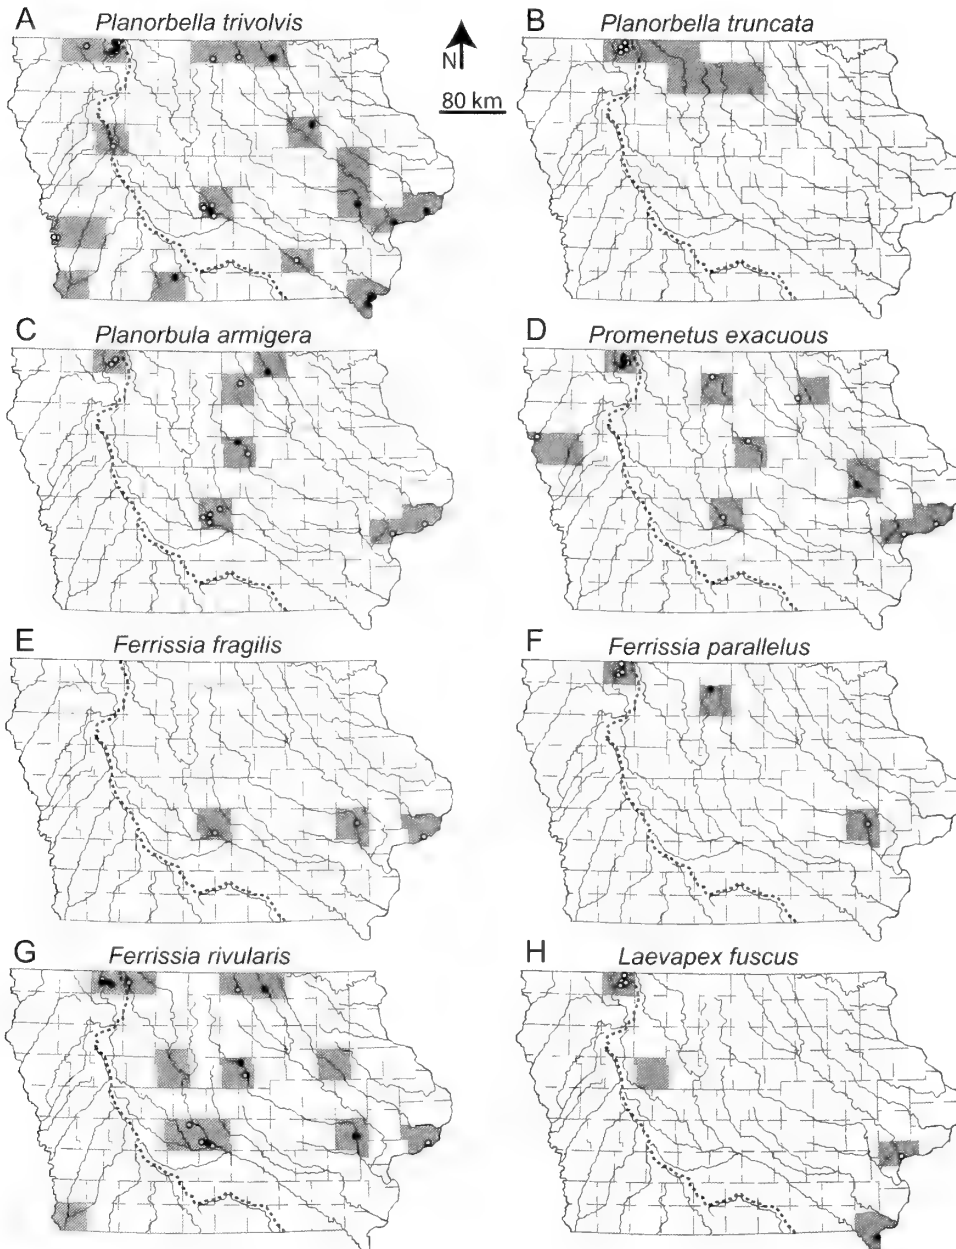 A Planorbella trivolvis
B Planorbella truncata
N
80 km
C Planorbula armigera
D Promenetus exacuous
E Ferrissia fragilis
F Ferrissia parallelus
G Ferrissia rivularis
H Laevapex fuscus